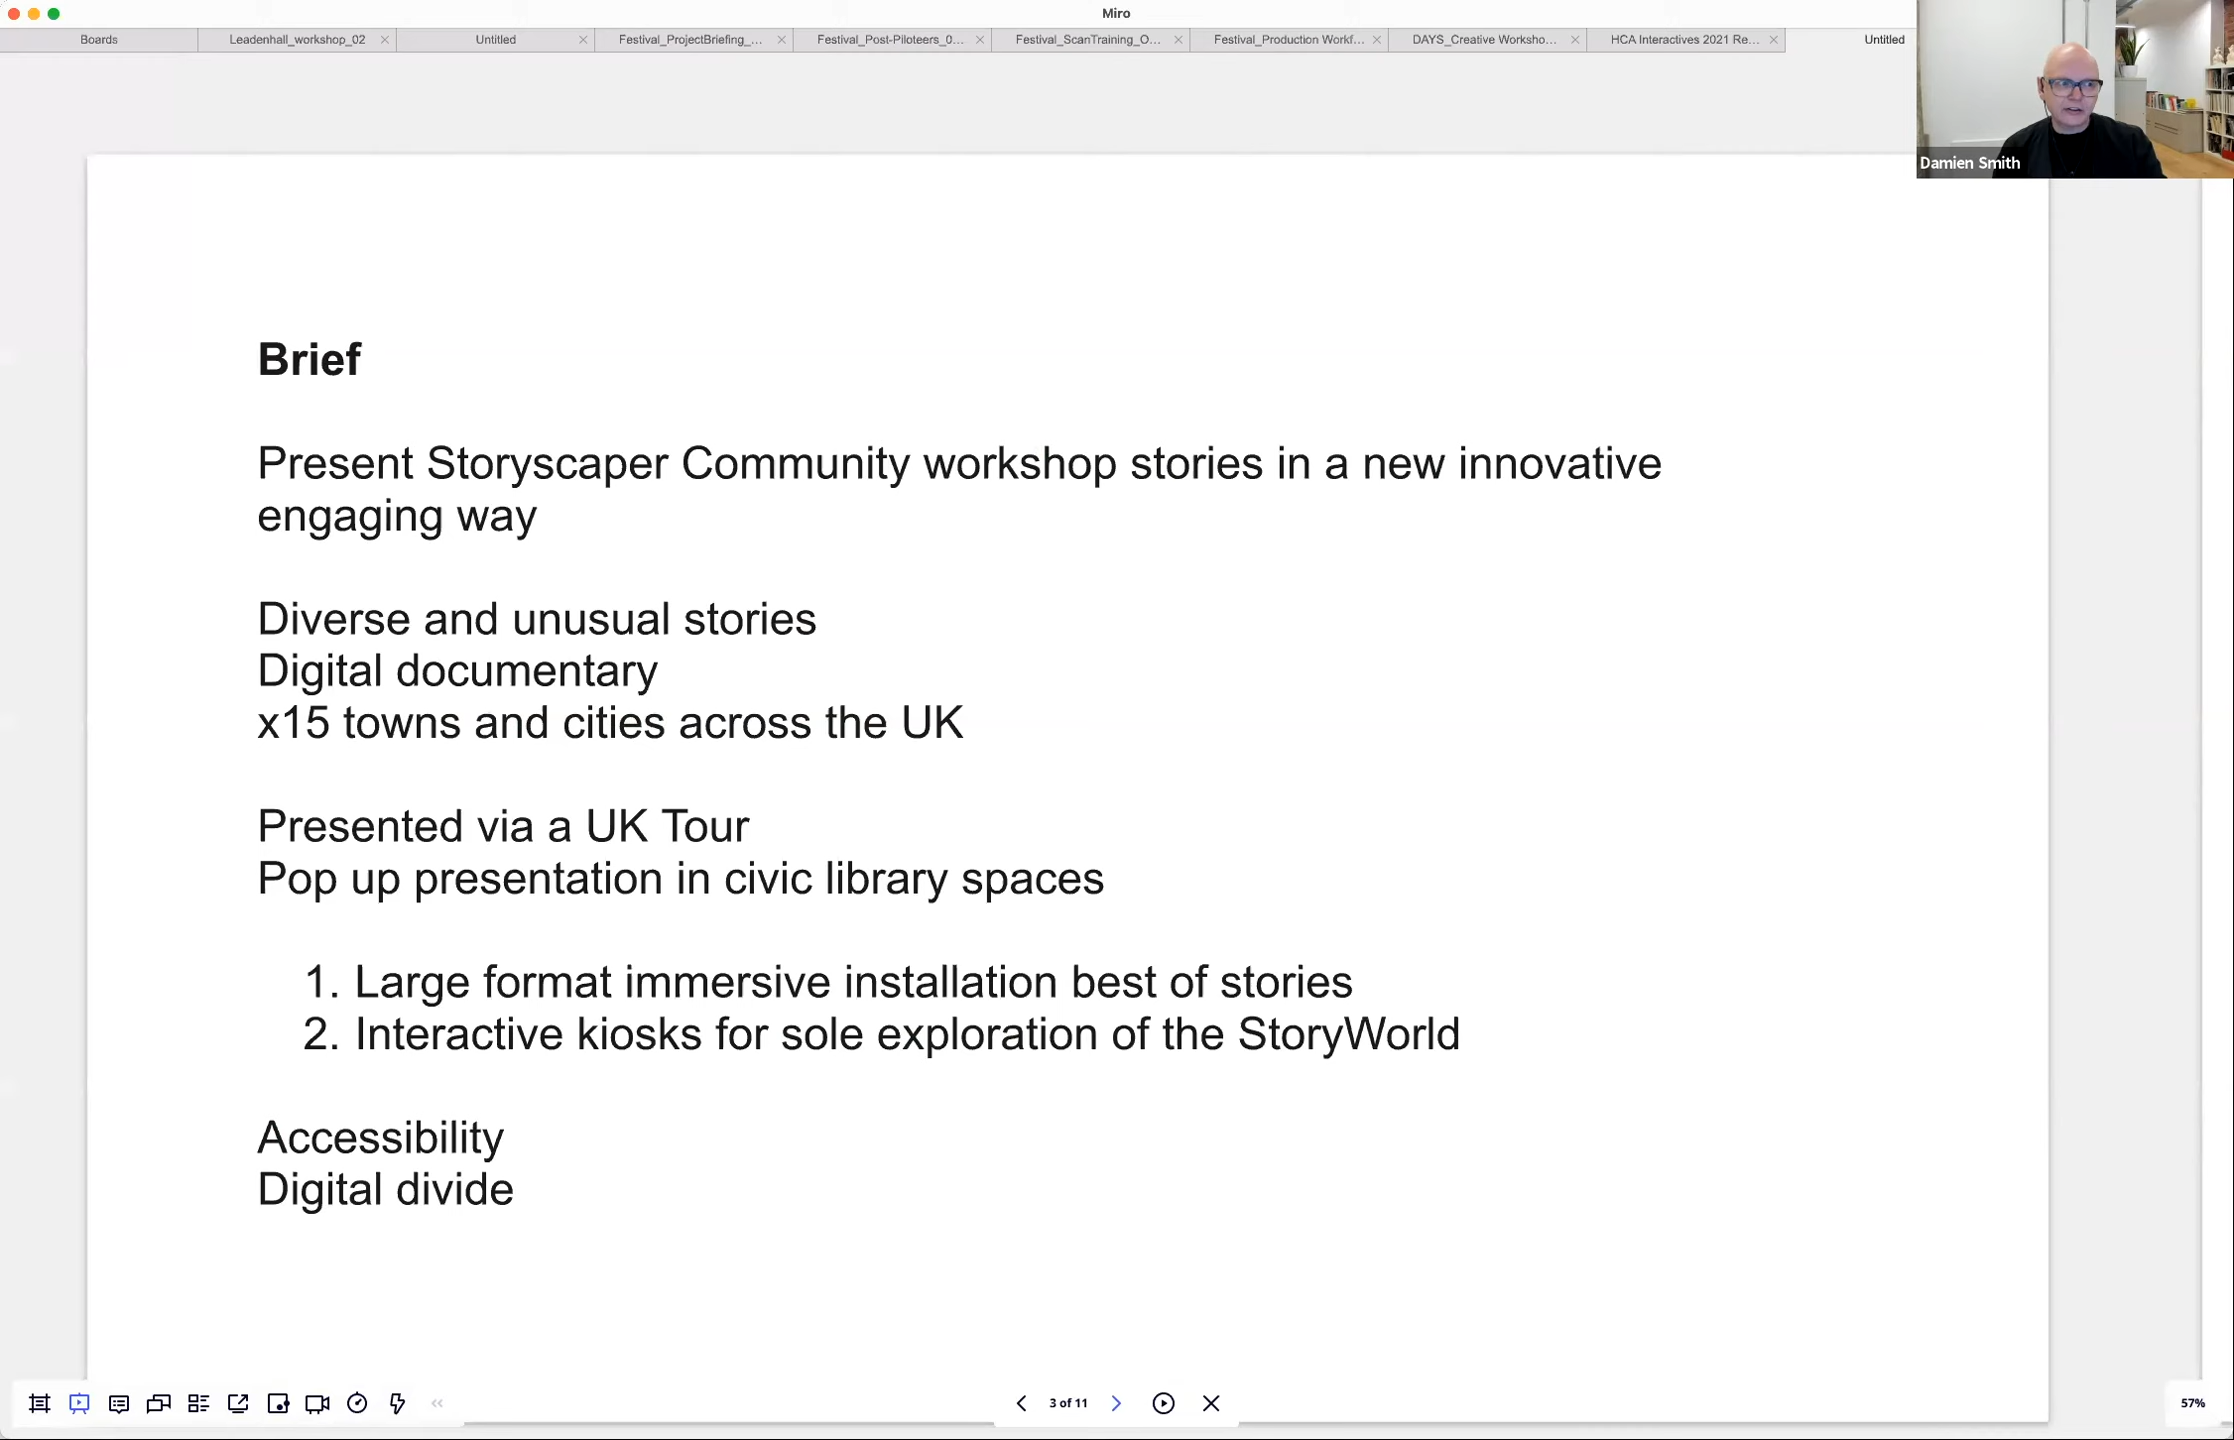 Miro
Boards
Leadenhall_workshop_02
Untitled
Festival_ProjectBriefing_...
Festival_Post-Piloteers_0...
Festival_ScanTraining_O...
Festival_Production Workf...
DAYS_Creative Worksho...
HCA Interactives 2021 Re...
Untitled
Damien Smith
Brief
Present Storyscaper Community workshop stories in a new innovative
engaging way
Diverse and unusual stories
Digital documentary
x15 towns and cities across the UK
Presented via a UK Tour
Pop up presentation in civic library spaces
1. Large format immersive installation best of stories
2. Interactive kiosks for sole exploration of the StoryWorld
Accessibility
Digital divide
3 of 11
57%